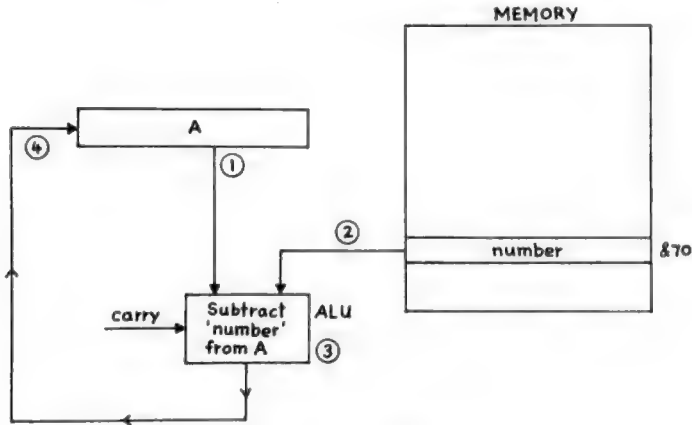 MEMORY
A
④
①
②
number &70
carry
Subtract
'number'
from A
ALU
③